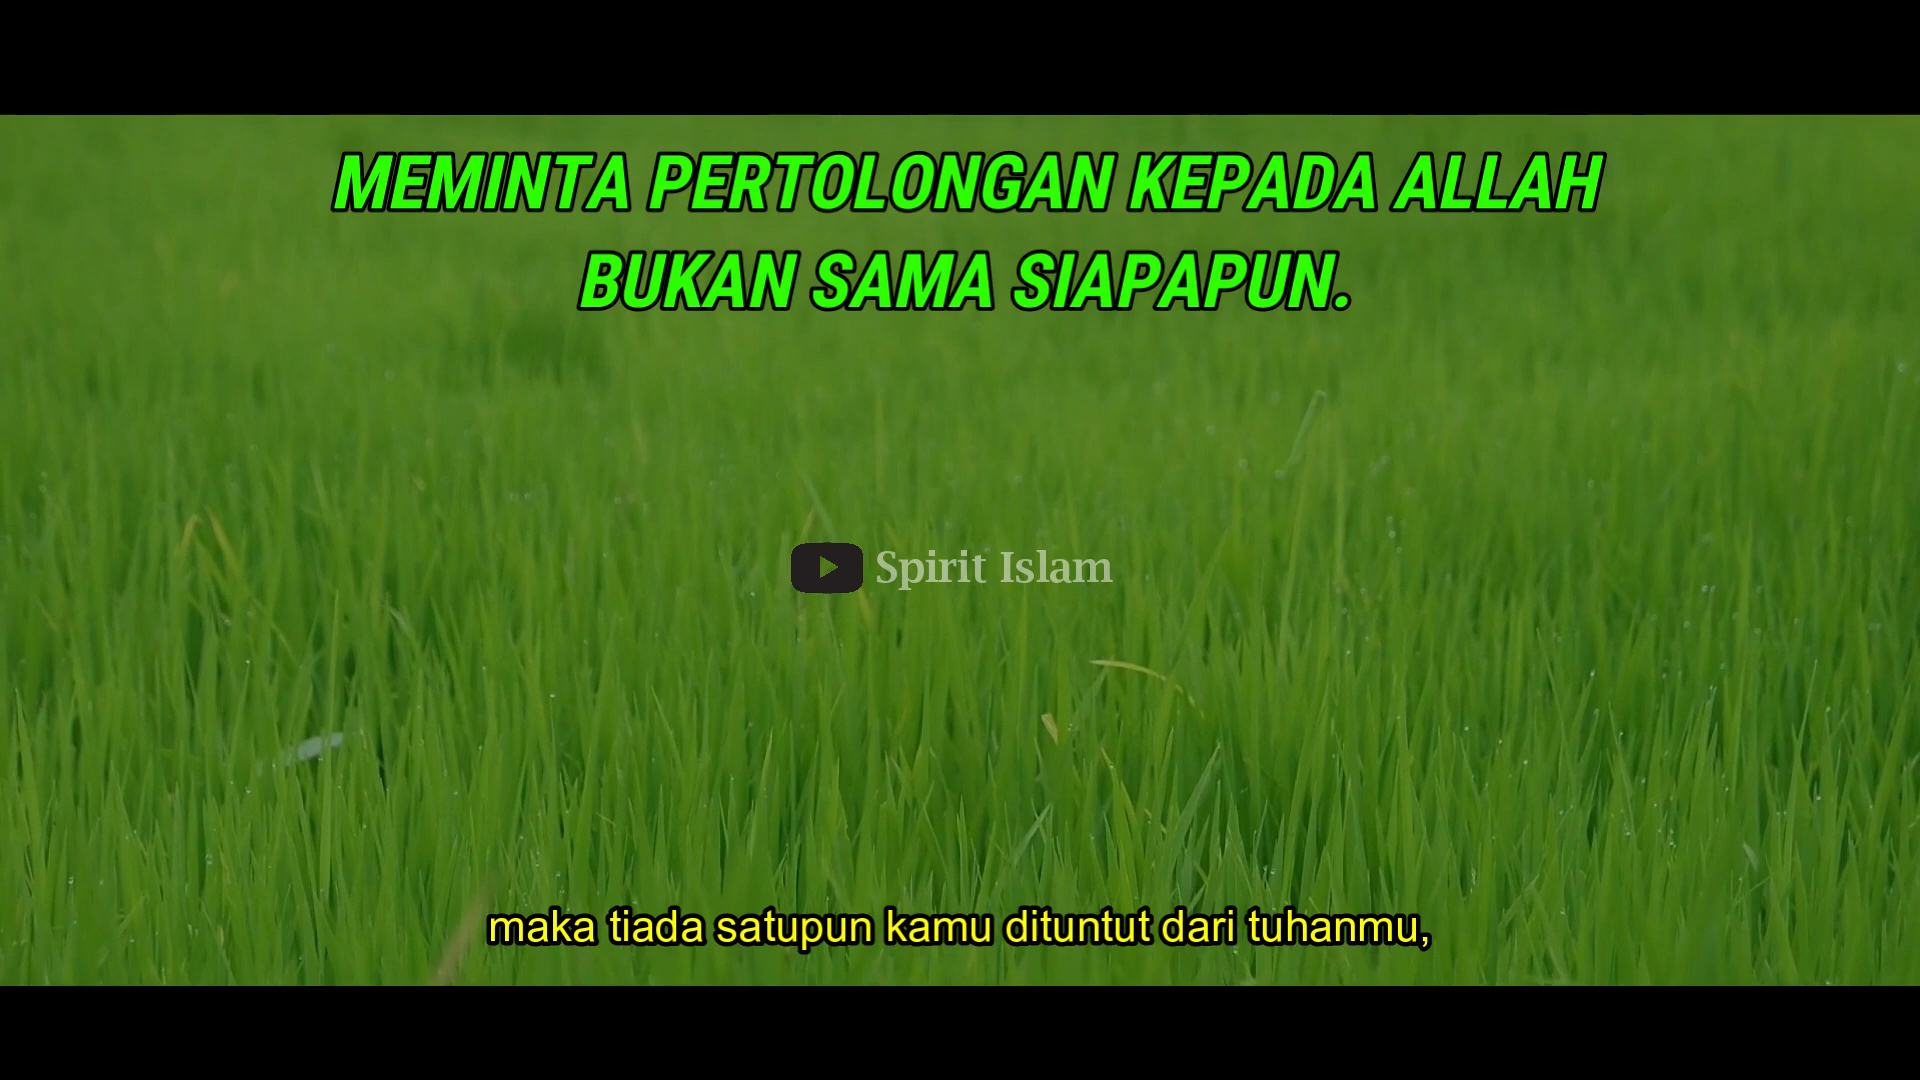 MEMINTA PERTOLONGAN KEPADA ALLAH
BUKAN SAMA SIAPAPUN.
Spirit Islam
maka tiada satupun kamu dituntut dari tuhanmu,